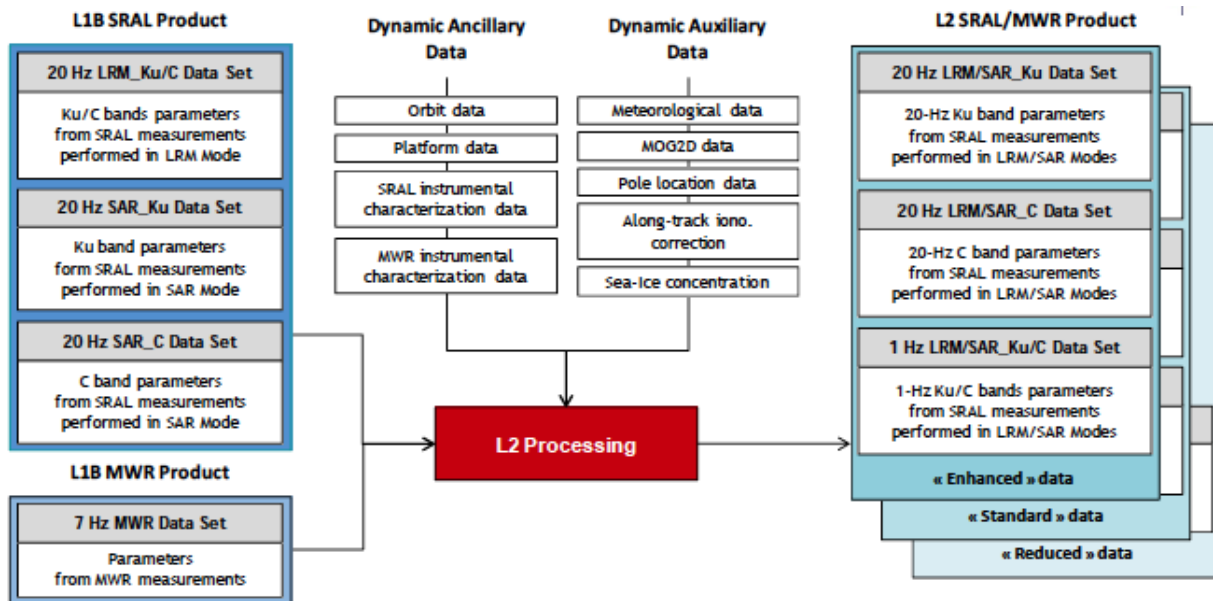 L1B SRAL Product
20 Hz LRM_Ku/C Data Set
Ku/C bands parameters
from SRAL measurements
performed in LRM Mode
20 Hz SAR_Ku Data Set
Ku band parameters
form SRAL measurements
performed in SAR Mode
20 Hz SAR_C Data Set
C band parameters
from SRAL measurements
performed in SAR Mode
L1B MWR Product
7 Hz MWR Data Set
Parameters
from MWR measurements
Dynamic Ancillary
Data
Orbit data
Platform data
SRAL instrumental
characterization data
MWR instrumental
characterization data
Dynamic Auxiliary
Data
Meteorological data
MOG2D data
Pole location data
Along-track iono.
correction
Sea-Ice concentration
L2 Processing
L2 SRAL/MWR Product
20 Hz LRM/SAR_Ku Data Set
20-Hz Ku band parameters
from SRAL measurements
performed in LRM/SAR Modes
20 Hz LRM/SAR_C Data Set
20-Hz C band parameters
from SRAL measurements
performed in LRM/SAR Modes
1 Hz LRM/SAR_Ku/C Data Set
1-Hz Ku/C bands parameters
from SRAL measurements
performed in LRM/SAR Modes
« Enhanced » data
« Standard » data
« Reduced » data